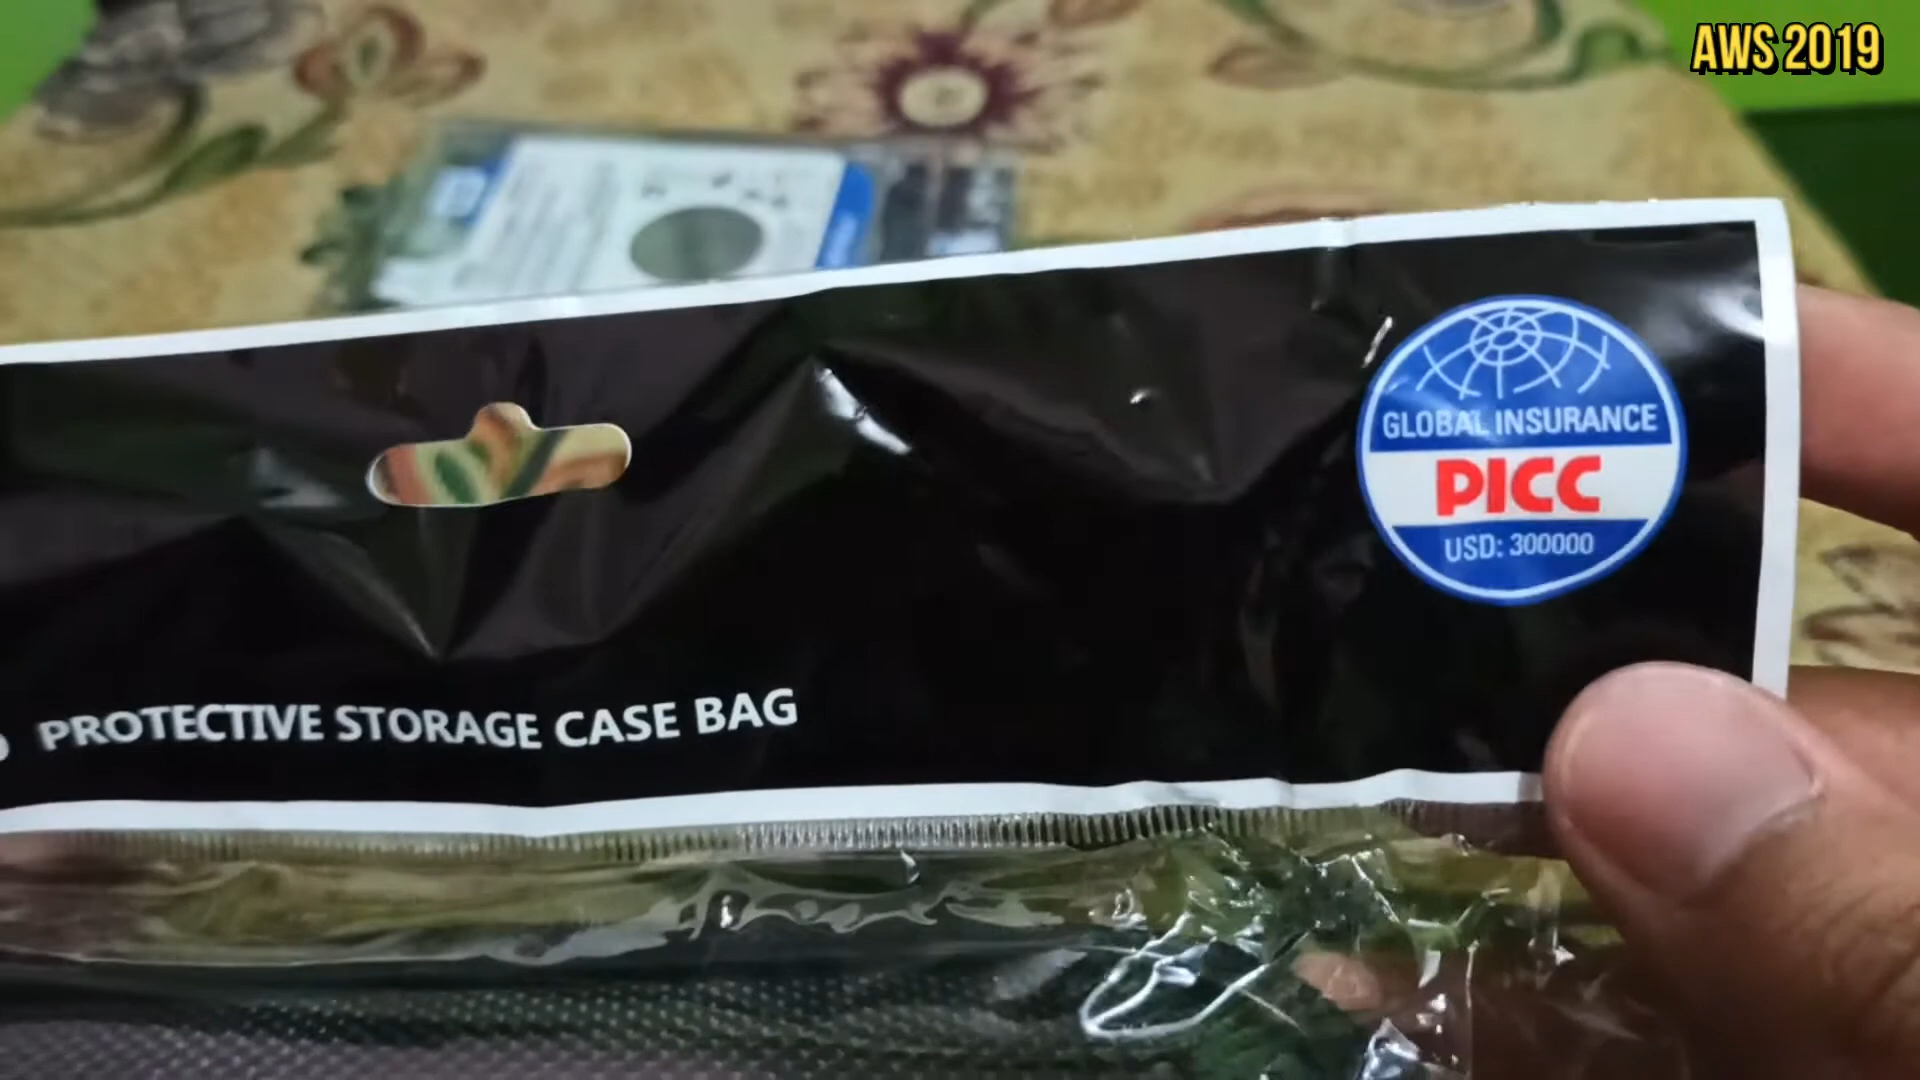 AWS 2019
GLOBAL INSURANCE
PICC
USD: 300000
PROTECTIVE STORAGE CASE BAG